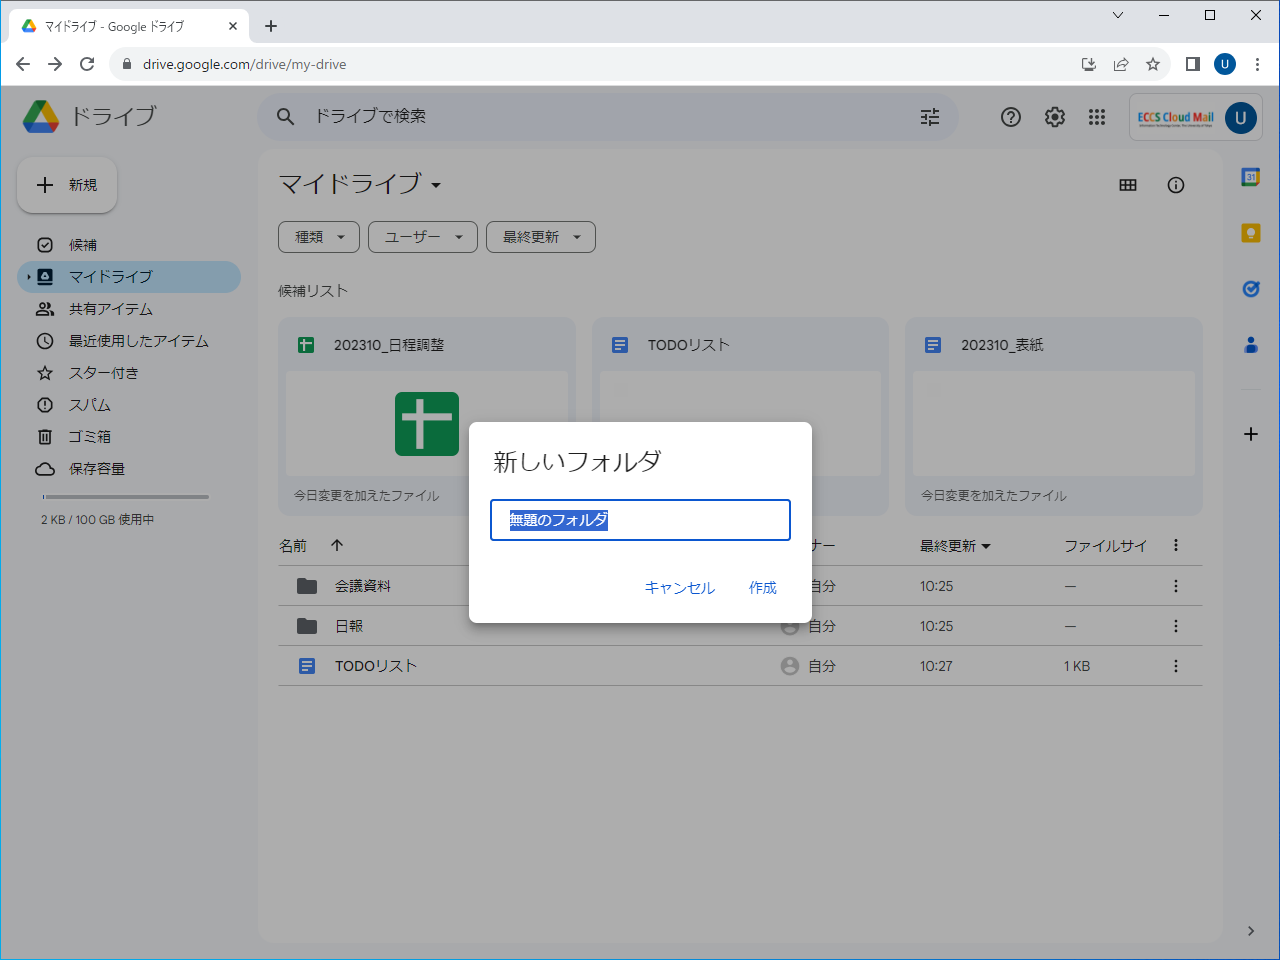 マイドライブ - Google ドライブ
drive.google.com/drive/my-drive
U
ドライブ
ドライブで検索
ECCS Cloud Mail
U
新規
候補
マイドライブ
共有アイテム
最近使用したアイテム
スター付き
スパム
ゴミ箱
保存容量
2 KB / 100 GB 使用中
マイドライブ
種類
ユーザー
最終更新
候補リスト
202310_日程調整
TODOリスト
202310_表紙
今日変更を加えたファイル
今日変更を加えたファイル
新しいフォルダ
無題のフォルダ
キャンセル 作成
名前 ナー 最終更新 ファイルサイ
会議資料 自分 10:25 —
日報 自分 10:25 —
TODOリスト 自分 10:27 1 KB
31